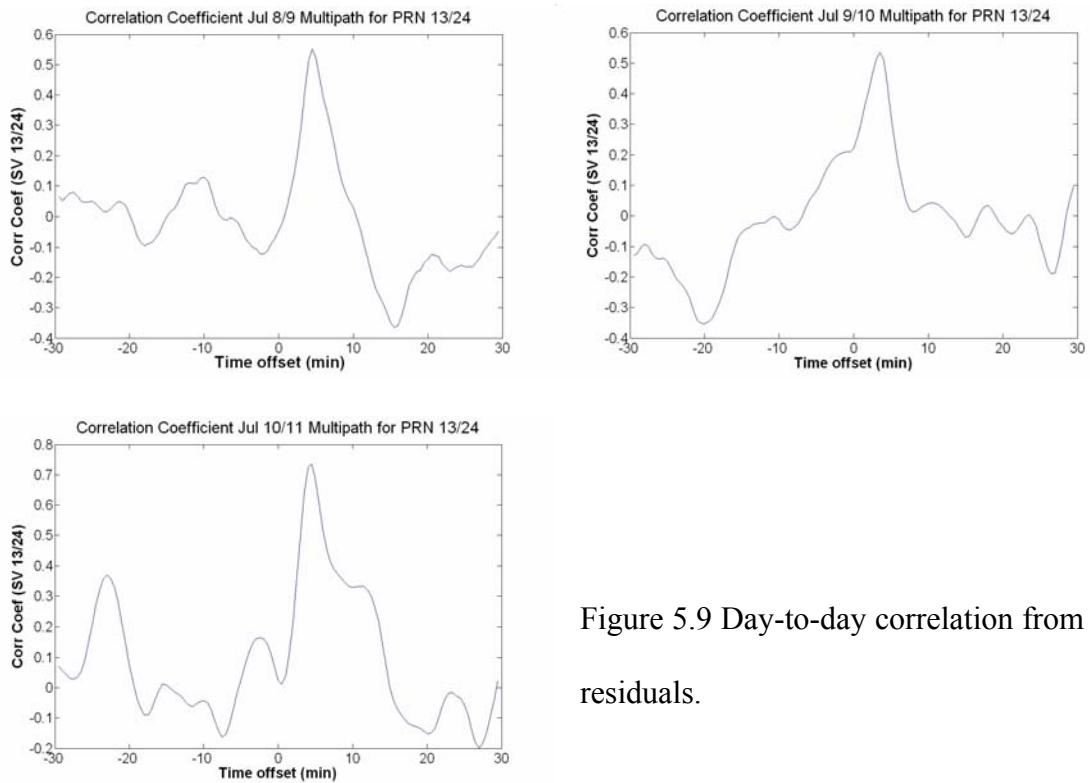 Correlation Coefficient Jul 8/9 Multipath for PRN 13/24
0.6
0.5
0.4
0.3
0.2
0.1
0
-0.1
-0.2
-0.3
-0.4
Corr Coef (SV 13/24)
-30 -20 -10 0 10 20 30
Time offset (min)
Correlation Coefficient Jul 9/10 Multipath for PRN 13/24
0.6
0.5
0.4
0.3
0.2
0.1
0
-0.1
-0.2
-0.3
-0.4
Corr Coef (SV 13/24)
-30 -20 -10 0 10 20 30
Time offset (min)
Correlation Coefficient Jul 10/11 Multipath for PRN 13/24
0.8
0.7
0.6
0.5
0.4
0.3
0.2
0.1
0
-0.1
-0.2
Corr Coef (SV 13/24)
-30 -20 -10 0 10 20 30
Time offset (min)
Figure 5.9 Day-to-day correlation from
residuals.